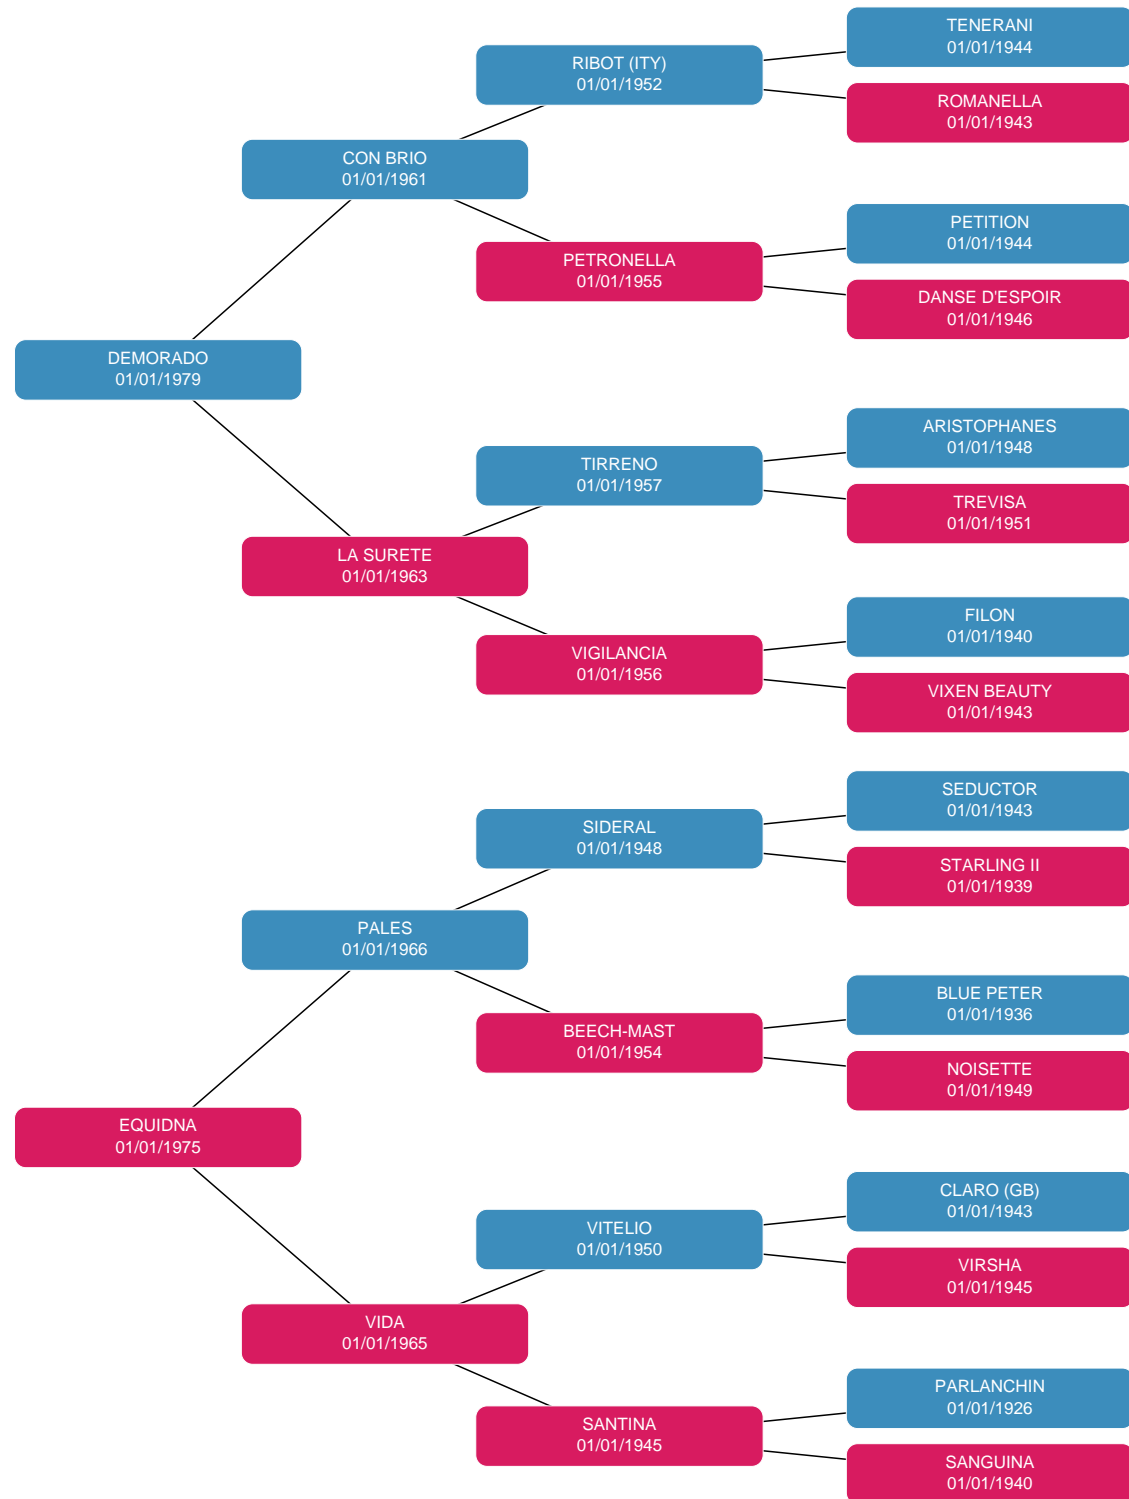 TENERANI
01/01/1944
RIBOT (ITY)
01/01/1952
ROMANELLA
01/01/1943
CON BRIO
01/01/1961
PETITION
01/01/1944
PETRONELLA
01/01/1955
DANSE D'ESPOIR
01/01/1946
DEMORADO
01/01/1979
ARISTOPHANES
01/01/1948
TIRRENO
01/01/1957
TREVISA
01/01/1951
LA SURETE
01/01/1963
FILON
01/01/1940
VIGILANCIA
01/01/1956
VIXEN BEAUTY
01/01/1943
SEDUCTOR
01/01/1943
SIDERAL
01/01/1948
STARLING II
01/01/1939
PALES
01/01/1966
BLUE PETER
01/01/1936
BEECH-MAST
01/01/1954
NOISETTE
01/01/1949
EQUIDNA
01/01/1975
CLARO (GB)
01/01/1943
VITELIO
01/01/1950
VIRSHA
01/01/1945
VIDA
01/01/1965
PARLANCHIN
01/01/1926
SANTINA
01/01/1945
SANGUINA
01/01/1940